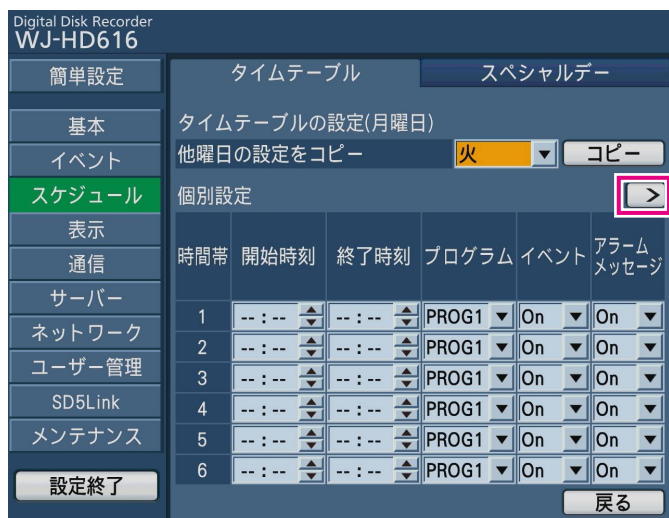 Digital Disk Recorder
WJ-HD616
簡単設定
基本
イベント
スケジュール
表示
通信
サーバー
ネットワーク
ユーザー管理
SD5Link
メンテナンス
設定終了
タイムテーブル スペシャルデー
タイムテーブルの設定(月曜日)
他曜日の設定をコピー 火 コピー
個別設定 >
時間帯 開始時刻 終了時刻 プログラム イベント アラームメッセージ
1 --:-- --:-- PROG1 On On
2 --:-- --:-- PROG1 On On
3 --:-- --:-- PROG1 On On
4 --:-- --:-- PROG1 On On
5 --:-- --:-- PROG1 On On
6 --:-- --:-- PROG1 On On
戻る